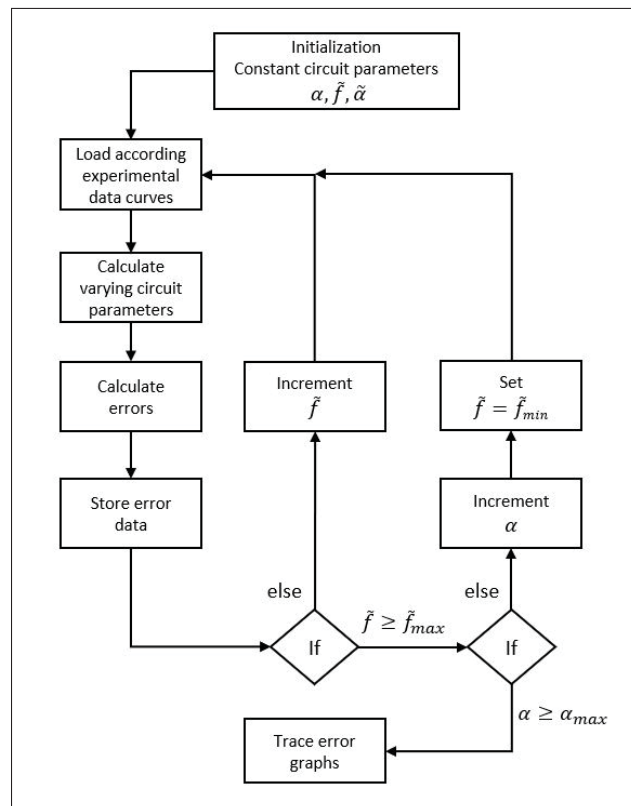 Initialization
Constant circuit parameters
α, f̃, α̃
Load according
experimental
data curves
Calculate
varying circuit
parameters
Calculate
errors
Increment
f̃
Set
f̃ = f̃min
Store error
data
Increment
α
else
else
If
f̃ ≥ f̃max
If
α ≥ αmax
Trace error
graphs